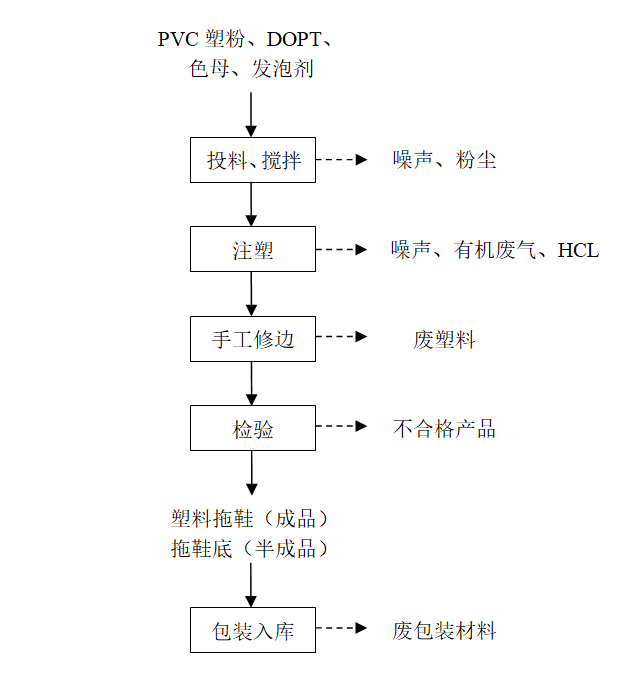 PVC 塑粉、DOPT、
色母、发泡剂
投料、搅拌
噪声、粉尘
注塑
噪声、有机废气、HCL
手工修边
废塑料
检验
不合格产品
塑料拖鞋（成品）
拖鞋底（半成品）
包装入库
废包装材料